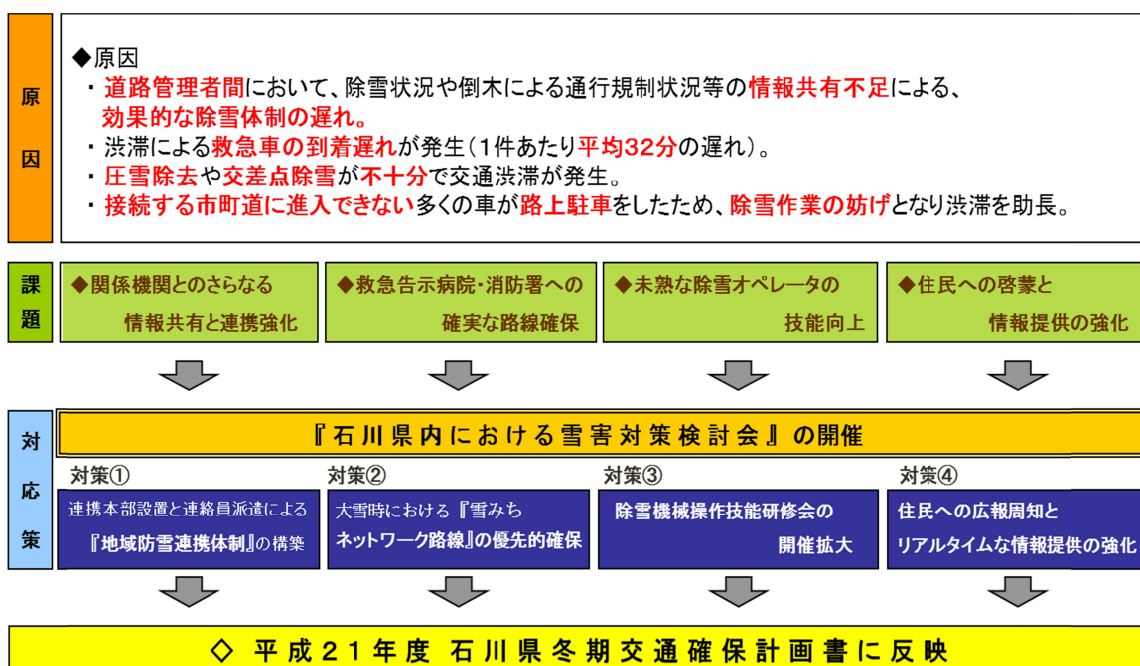 原因
◆原因
・道路管理者間において、除雪状況や倒木による通行規制状況等の情報共有不足による、
効果的な除雪体制の遅れ。
・渋滞による救急車の到着遅れが発生(1件あたり平均32分の遅れ)。
・圧雪除去や交差点除雪が不十分で交通渋滞が発生。
・接続する市町道に進入できない多くの車が路上駐車をしたため、除雪作業の妨げとなり渋滞を助長。
課題
◆関係機関とのさらなる
情報共有と連携強化
◆救急告示病院・消防署への
確実な路線確保
◆未熟な除雪オペレータの
技能向上
◆住民への啓蒙と
情報提供の強化
対応策
『石川県内における雪害対策検討会』の開催
対策①
連携本部設置と連絡員派遣による
『地域防雪連携体制』の構築
対策②
大雪時における『雪みち
ネットワーク路線』の優先的確保
対策③
除雪機械操作技能研修会の
開催拡大
対策④
住民への広報周知と
リアルタイムな情報提供の強化
◇ 平成21年度 石川県冬期交通確保計画書に反映